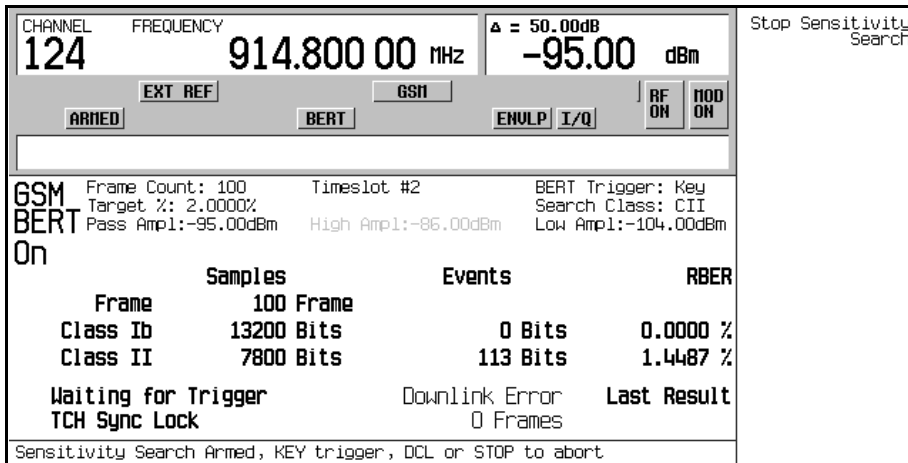 CHANNEL FREQUENCY Δ = 50.00dB
124 914.800 00 MHz -95.00 dBm
Stop Sensitivity
Search
EXT REF GSM RF ON MOD ON
ARMED BERT ENVLP I/Q
GSM BERT On
Frame Count: 100 Timeslot #2 BERT Trigger: Key
Target %: 2.0000% Search Class: CII
Pass Ampl:-95.00dBm High Ampl:-86.00dBm Low Ampl:-104.00dBm
Samples Events RBER
Frame 100 Frame
Class Ib 13200 Bits 0 Bits 0.0000 %
Class II 7800 Bits 113 Bits 1.4487 %
Waiting for Trigger Downlink Error Last Result
TCH Sync Lock 0 Frames
Sensitivity Search Armed, KEY trigger, DCL or STOP to abort